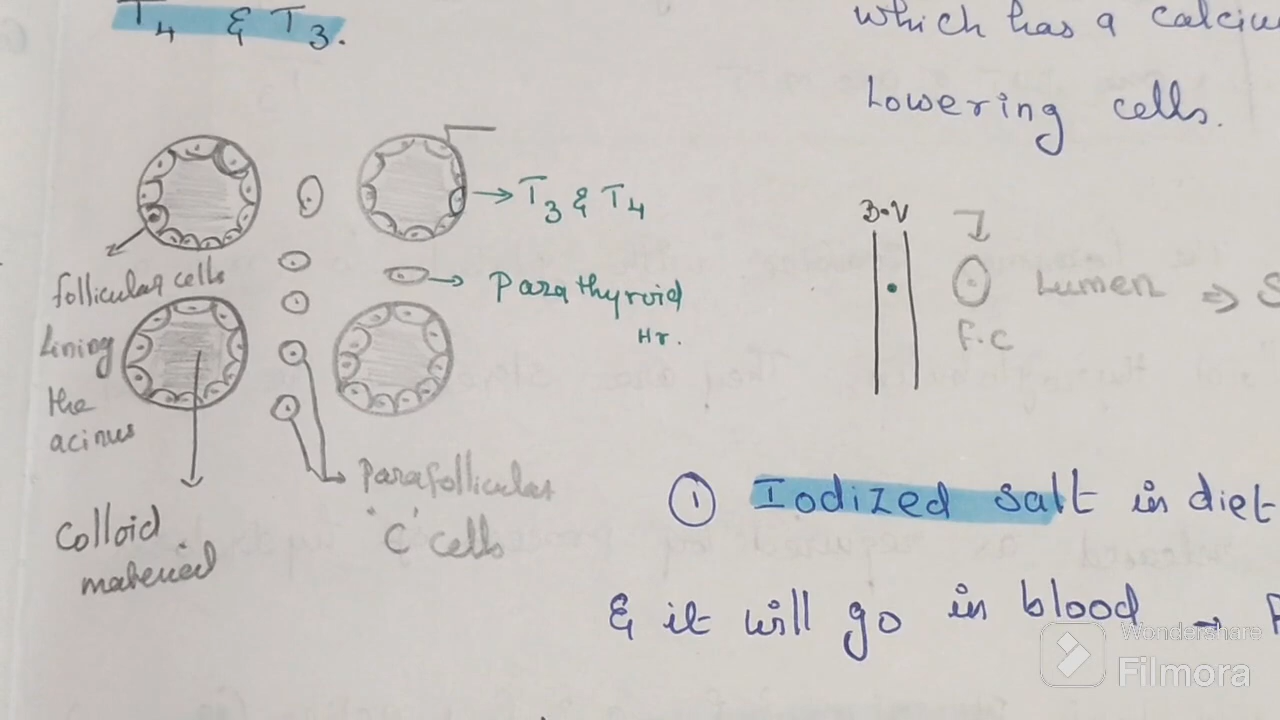 T4 & T3.
which has a calciu
Lowering cells.
T3 & T4
follicular cells
Lining
the
acinus
Parathyroid
Hr.
Parafollicular
'C' cells
Colloid
material
B.V
F.C
Lumen ⇒ S
① Iodized salt in diet
& it will go in blood →
Wondershare
Filmora